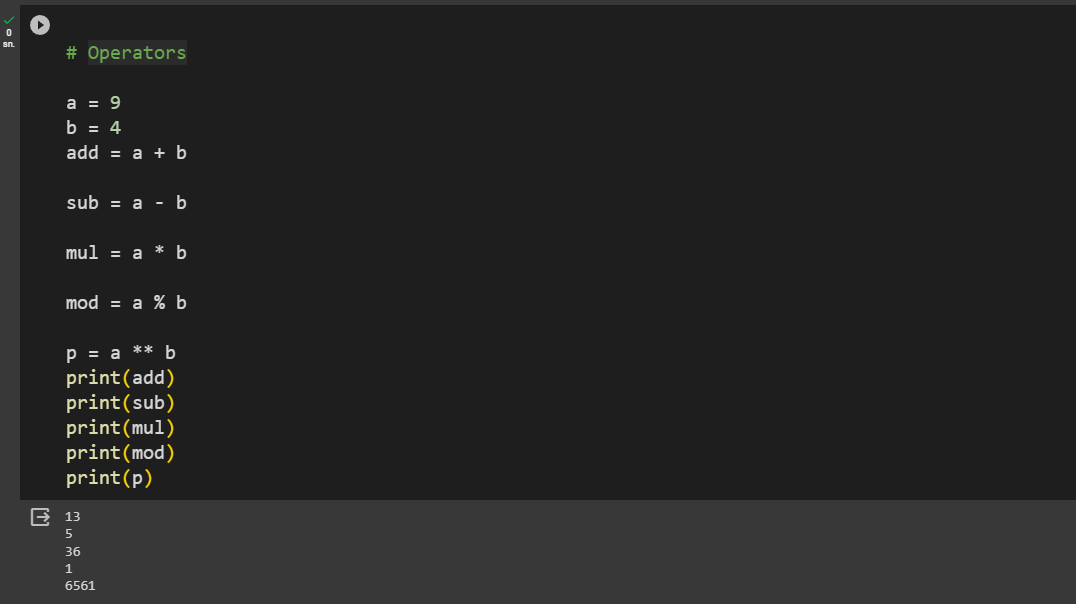 0
sn.
# Operators
a = 9
b = 4
add = a + b
sub = a - b
mul = a * b
mod = a % b
p = a ** b
print(add)
print(sub)
print(mul)
print(mod)
print(p)
13
5
36
1
6561